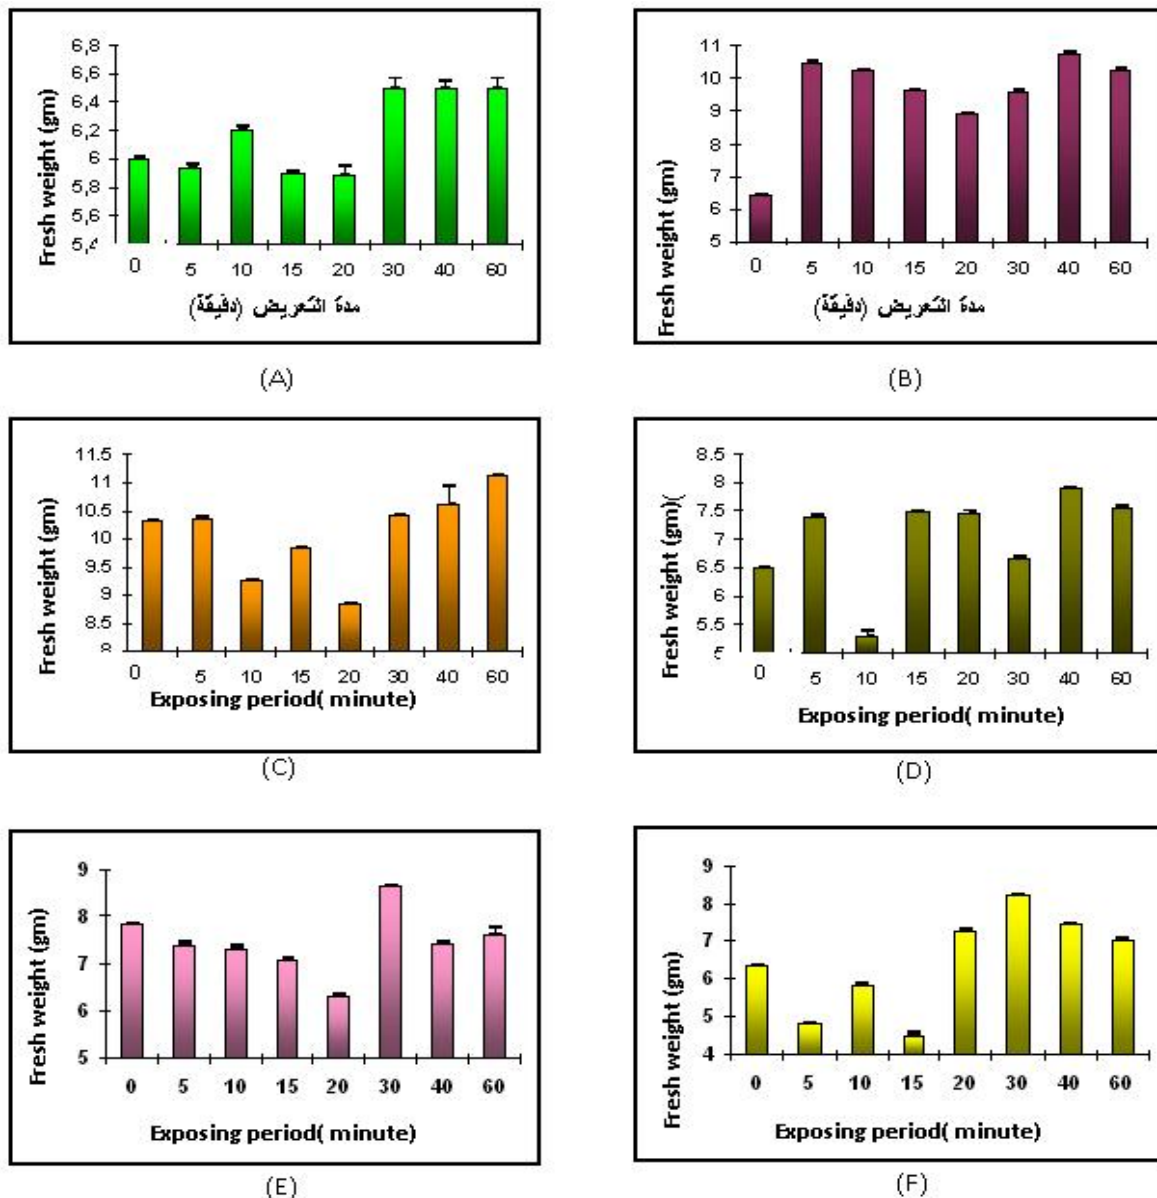 Fresh weight (gm)
6,8
6,6
6,4
6,2
6
5,8
5,6
5,4
0 5 10 15 20 30 40 60
مدة التعريض (دقيقة)
(A)
Fresh weight (gm)
11
10
9
8
7
6
5
0 5 10 15 20 30 40 60
مدة التعريض (دقيقة)
(B)
Fresh weight (gm)
11.5
11
10.5
10
9.5
9
8.5
8
0 5 10 15 20 30 40 60
Exposing period( minute)
(C)
Fresh weight (gm)(
8.5
8
7.5
7
6.5
6
5.5
5
0 5 10 15 20 30 40 60
Exposing period( minute)
(D)
Fresh weight (gm)
9
8
7
6
5
0 5 10 15 20 30 40 60
Exposing period( minute)
(E)
Fresh weight (gm)
9
8
7
6
5
4
0 5 10 15 20 30 40 60
Exposing period( minute)
(F)